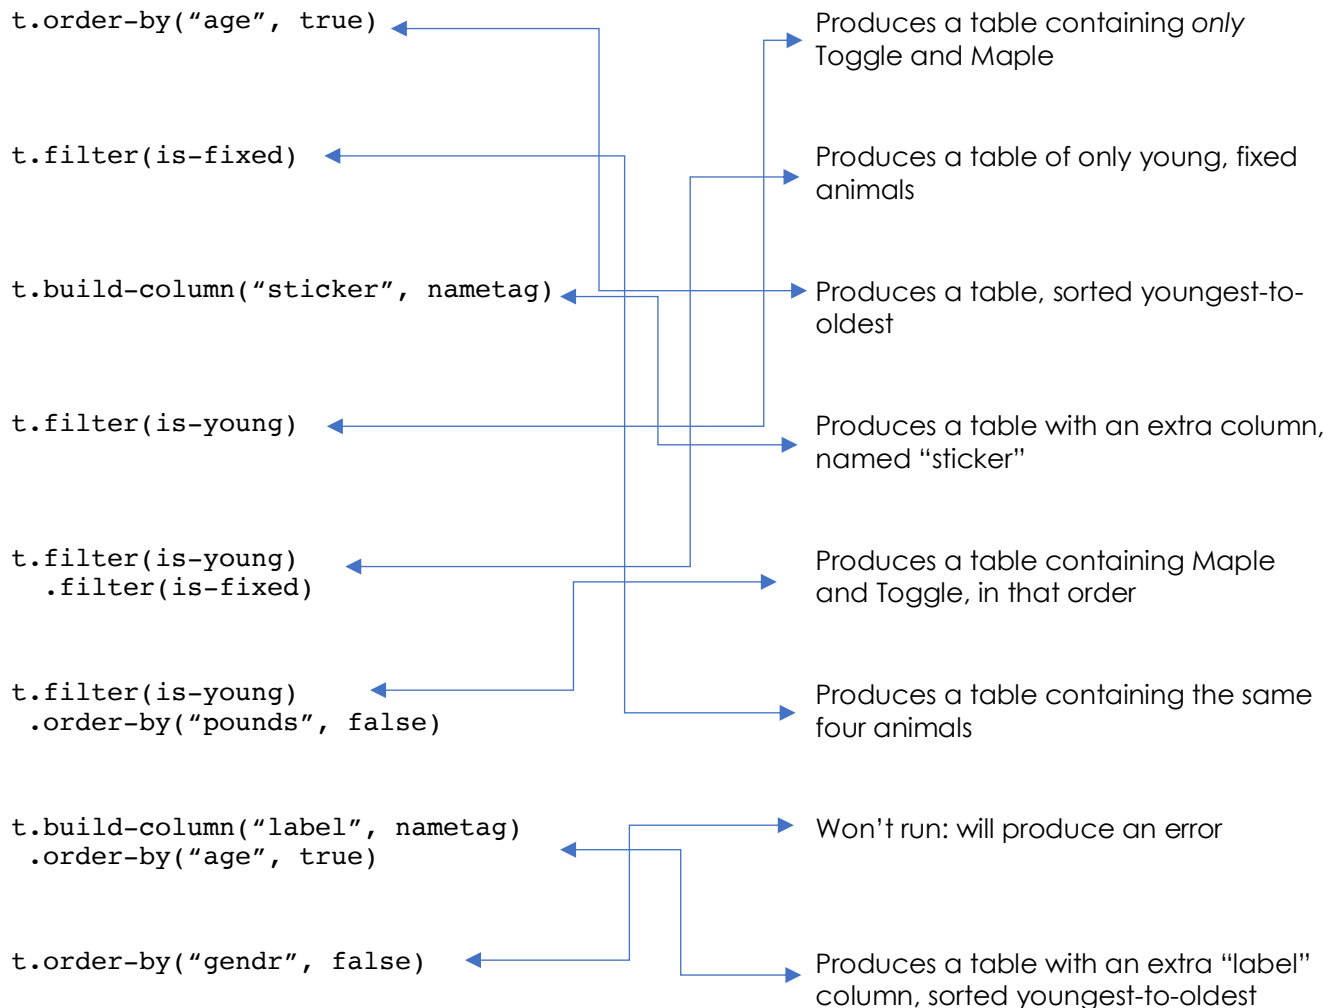 t.order-by(“age”, true)
Produces a table containing only
Toggle and Maple
t.filter(is-fixed)
Produces a table of only young, fixed
animals
t.build-column(“sticker”, nametag)
Produces a table, sorted youngest-to-
oldest
t.filter(is-young)
Produces a table with an extra column,
named “sticker”
t.filter(is-young)
.filter(is-fixed)
Produces a table containing Maple
and Toggle, in that order
t.filter(is-young)
.order-by(“pounds”, false)
Produces a table containing the same
four animals
t.build-column(“label”, nametag)
.order-by(“age”, true)
Won’t run: will produce an error
t.order-by(“gendr”, false)
Produces a table with an extra “label”
column, sorted youngest-to-oldest